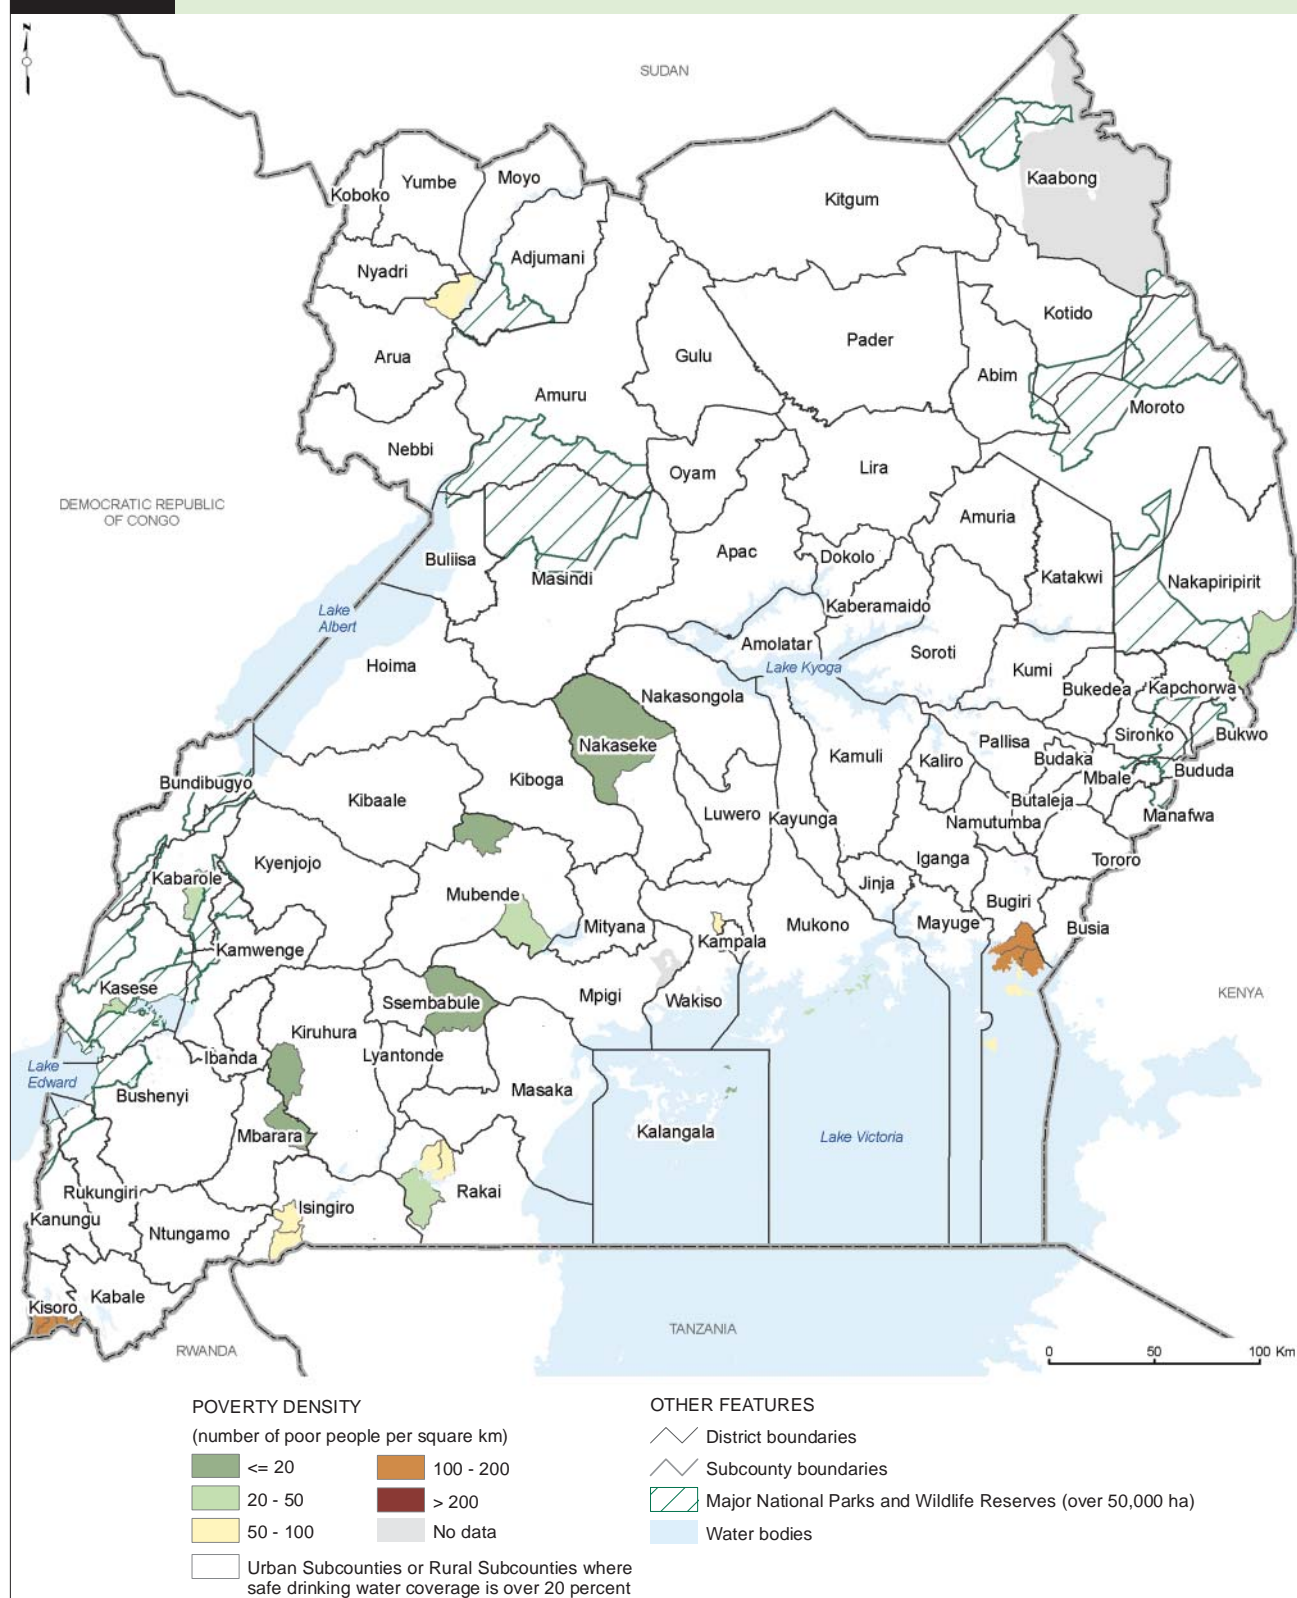 N
SUDAN
Kaabong
Koboko
Yumbe
Moyo
Kitgum
Nyadri
Adjumani
Kotido
Arua
Gulu
Pader
Abim
Amuru
Moroto
Nebbi
Oyam
Lira
DEMOCRATIC REPUBLIC
OF CONGO
Amuria
Buliisa
Apac
Dokolo
Masindi
Katakwi
Nakapiripirit
Lake
Albert
Kaberamaido
Amolatar
Soroti
Hoima
Lake Kyoga
Kumi
Bukedea
Kapchorwa
Nakasongola
Nakaseke
Sironko
Bukwo
Pallisa
Kamuli
Kaliro
Budaka
Mbale
Bududa
Bundibugyo
Kiboga
Kibaale
Butaleja
Luwero
Kayunga
Namutumba
Manafwa
Kyenjojo
Iganga
Tororo
Kabarole
Mubende
Jinja
Bugiri
Mityana
Mukono
Mayuge
Busia
Kampala
Kamwenge
Kasese
Ssembabule
Mpigi
Wakiso
KENYA
Kiruhura
Ibanda
Lyantonde
Lake
Edward
Bushenyi
Masaka
Mbarara
Kalangala
Lake Victoria
Rukungiri
Rakai
Isingiro
Kanungu
Ntungamo
Kabale
Kisoro
RWANDA
TANZANIA
0 50 100 Km
POVERTY DENSITY
(number of poor people per square km)
<= 20
20 - 50
50 - 100
100 - 200
> 200
No data
Urban Subcounties or Rural Subcounties where
safe drinking water coverage is over 20 percent
OTHER FEATURES
District boundaries
Subcounty boundaries
Major National Parks and Wildlife Reserves (over 50,000 ha)
Water bodies